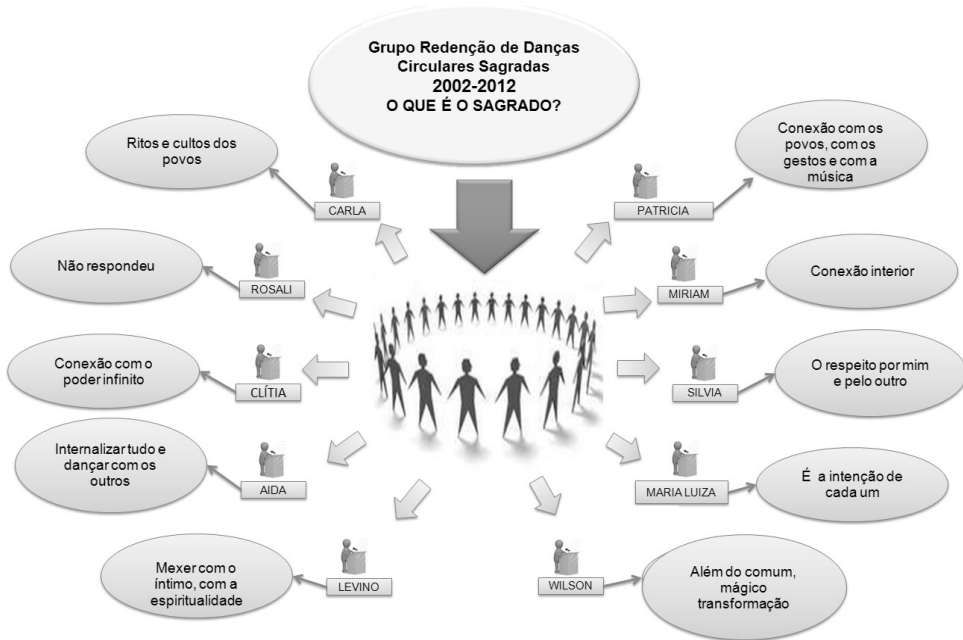 Grupo Redenção de Danças
Circulares Sagradas
2002-2012
O QUE É O SAGRADO?
Ritos e cultos dos
povos
CARLA
Conexão com os
povos, com os
gestos e com a
música
PATRICIA
Não respondeu
ROSALI
Conexão interior
MIRIAM
Conexão com o
poder infinito
CLÍTIA
O respeito por mim
e pelo outro
SILVIA
Internalizar tudo e
dançar com os
outros
AIDA
É a intenção de
cada um
MARIA LUIZA
Mexer com o
íntimo, com a
espiritualidade
LEVINO
Além do comum,
mágico
transformação
WILSON